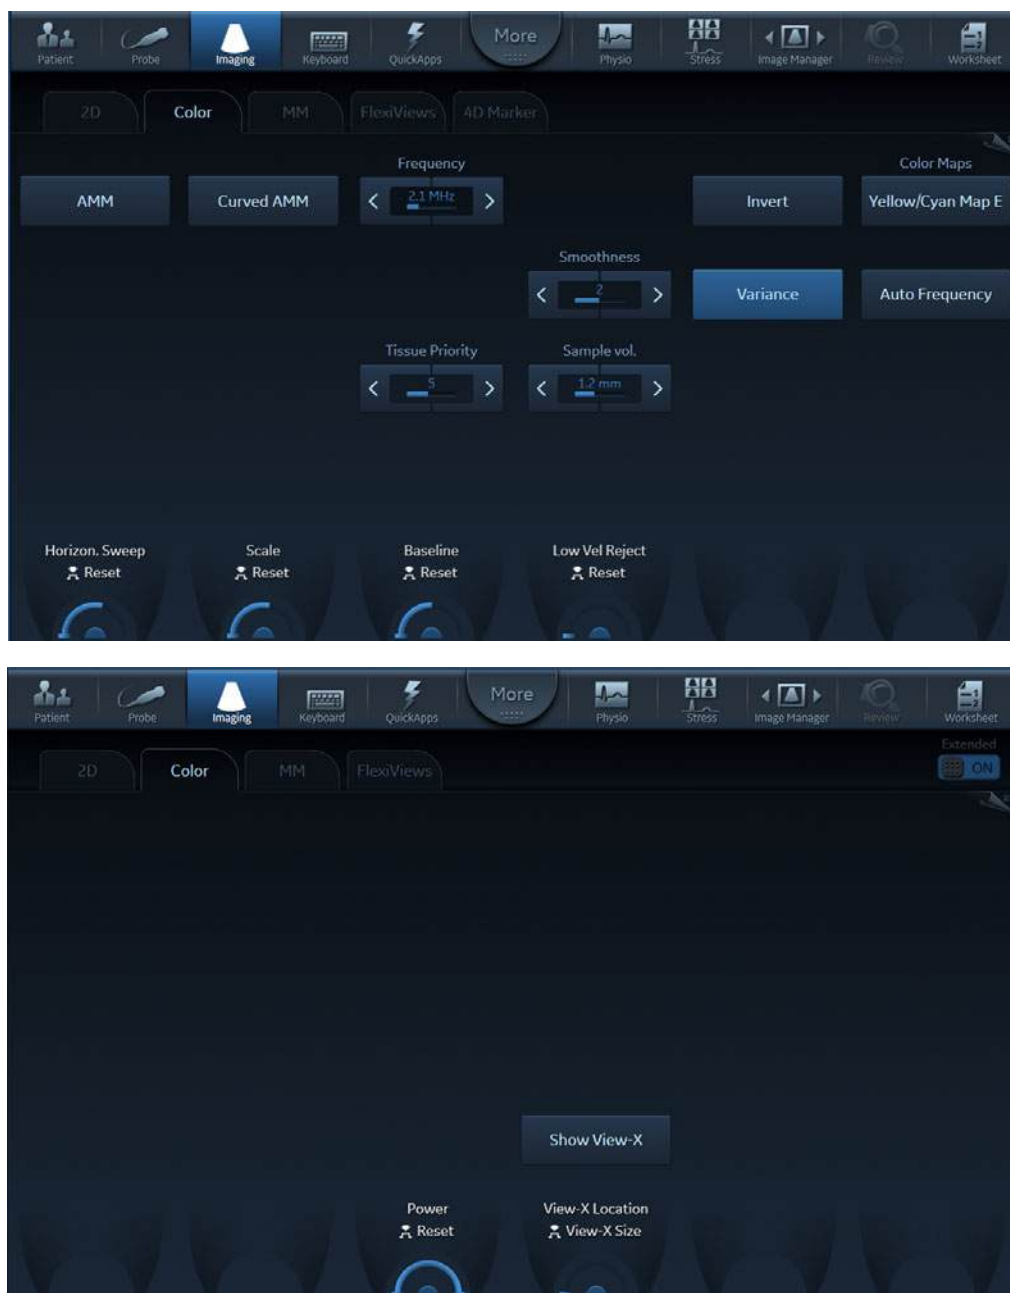 Patient Probe Imaging Keyboard QuickApps More Physio Stress Image Manager Review Worksheet
2D Color MM FlexiViews 4D Marker
Frequency Color Maps
AMM Curved AMM 2.1 MHz Invert Yellow/Cyan Map E
Smoothness
2 Variance Auto Frequency
Tissue Priority Sample vol.
5 1.2 mm
Horizon. Sweep Scale Baseline Low Vel Reject
Reset Reset Reset Reset
Patient Probe Imaging Keyboard QuickApps More Physio Stress Image Manager Review Worksheet
Extended
2D Color MM FlexiViews ON
Show View-X
Power View-X Location
Reset View-X Size